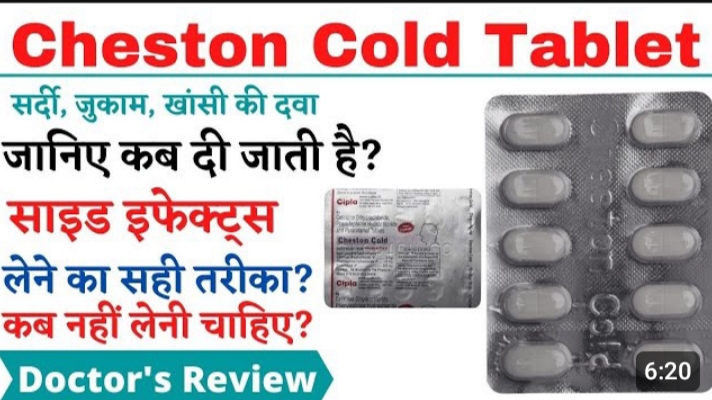 Cheston Cold Tablet
सर्दी, जुकाम, खांसी की दवा
जानिए कब दी जाती है?
साइड इफेक्ट्स
लेने का सही तरीका?
कब नहीं लेनी चाहिए?
Doctor's Review
Cipla
Cheston Cold
Cipla
6:20